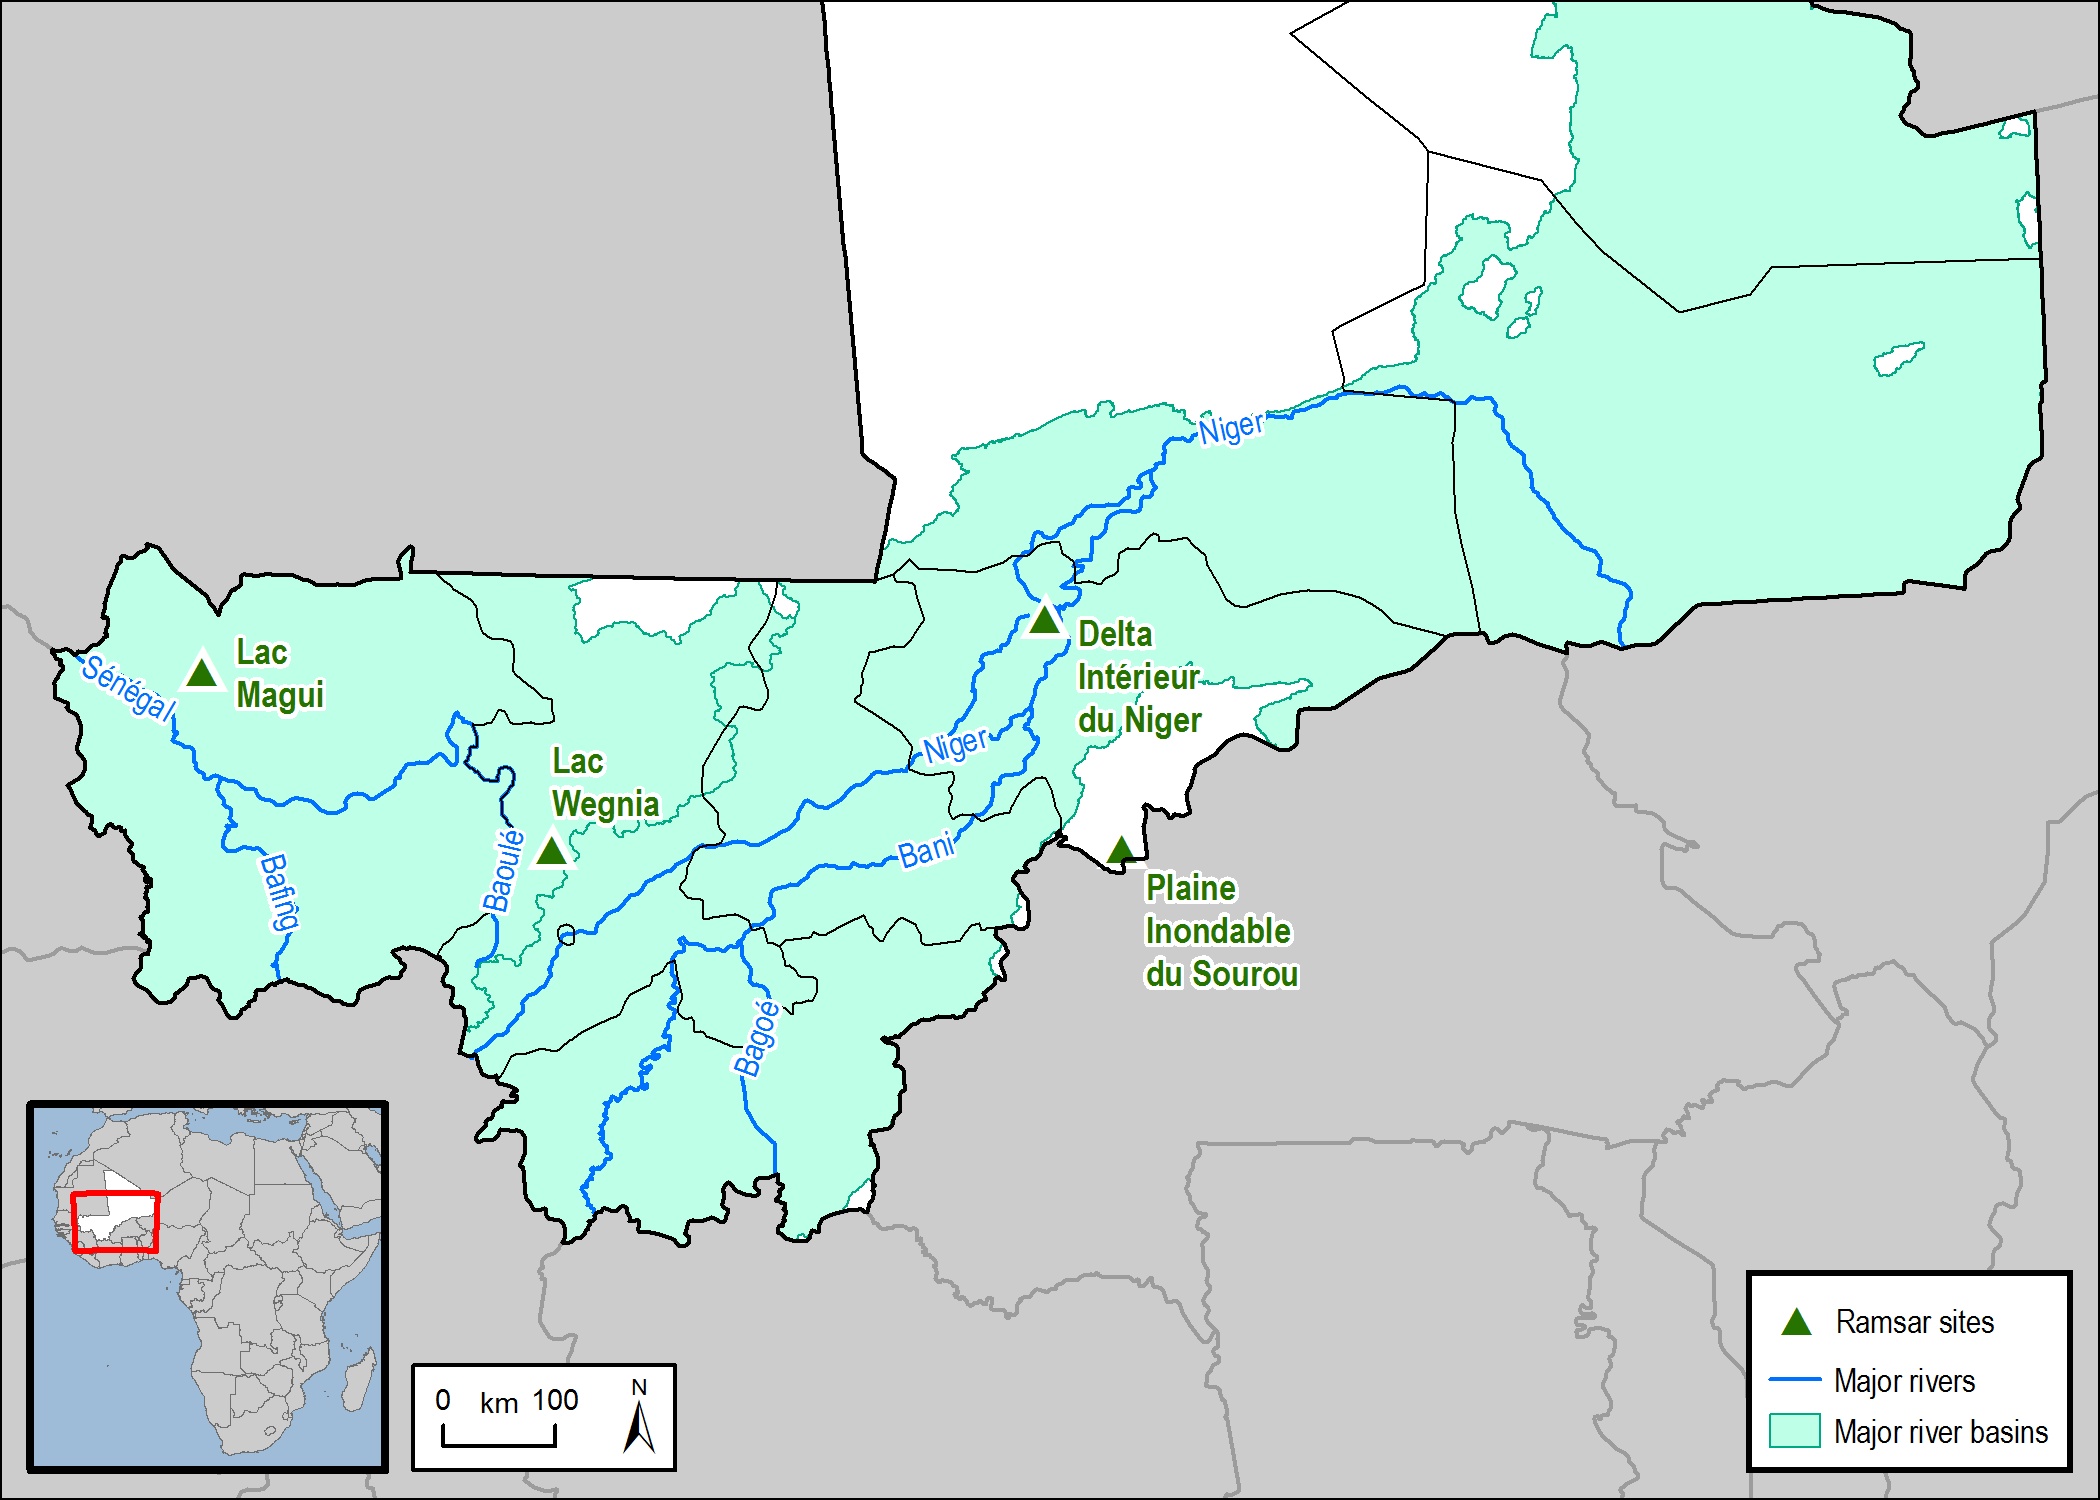 Niger
Lac
Magui
Sénégal
Delta
Intérieur
du Niger
Niger
Lac
Wegnia
Baoulé
Bafing
Bani
Plaine
Inondable
du Sourou
Bagoé
0 km 100
N
Ramsar sites
Major rivers
Major river basins